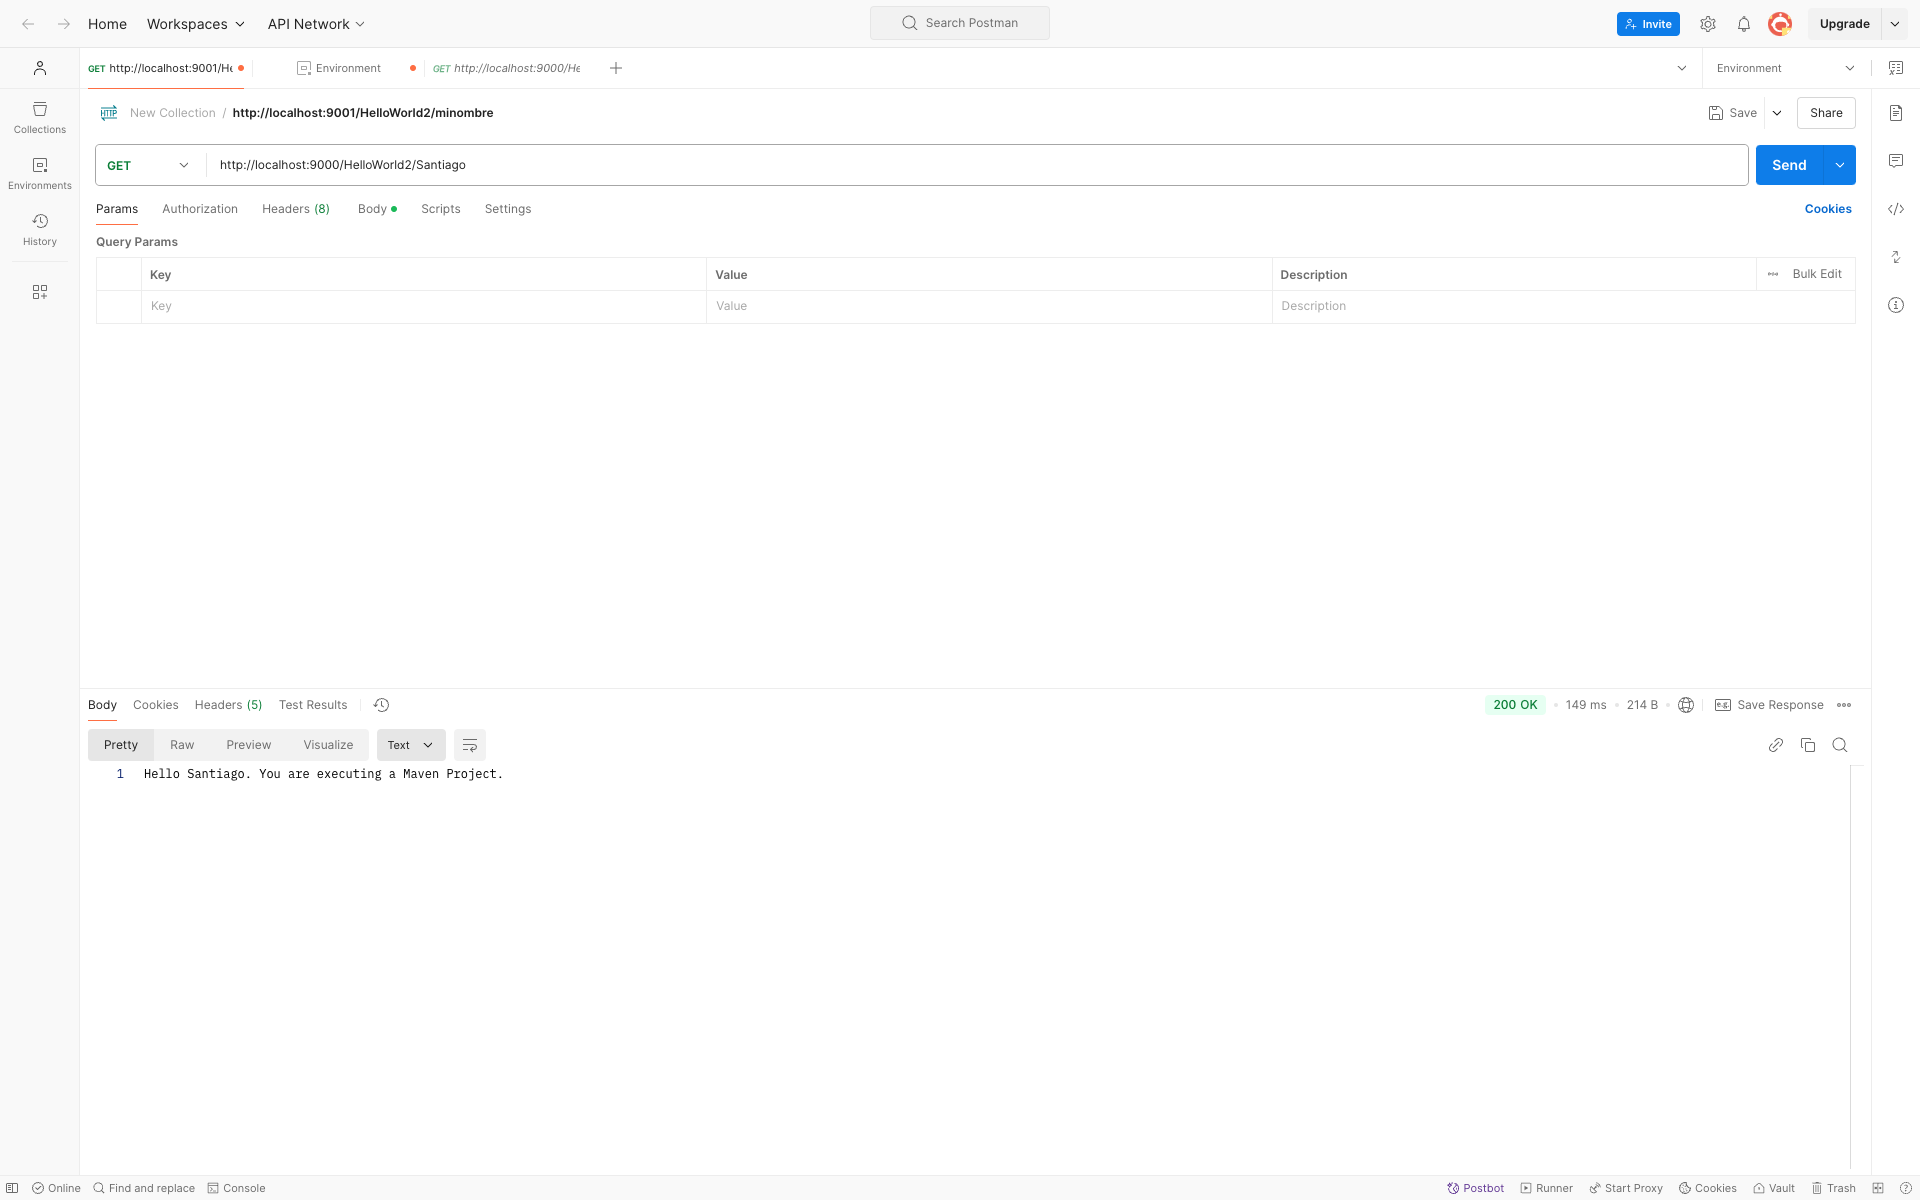 Home Workspaces API Network Search Postman Invite Upgrade
GET http://localhost:9001/He Environment GET http://localhost:9000/He Environment
Collections
Environments
History
HTTP New Collection / http://localhost:9001/HelloWorld2/minombre Save Share
GET http://localhost:9000/HelloWorld2/Santiago Send
Params Authorization Headers (8) Body Scripts Settings Cookies
Query Params
Key Value Description Bulk Edit
Key Value Description
Body Cookies Headers (5) Test Results 200 OK 149 ms 214 B e.g. Save Response
Pretty Raw Preview Visualize Text
1 Hello Santiago. You are executing a Maven Project.
Online Find and replace Console Postbot Runner Start Proxy Cookies Vault Trash